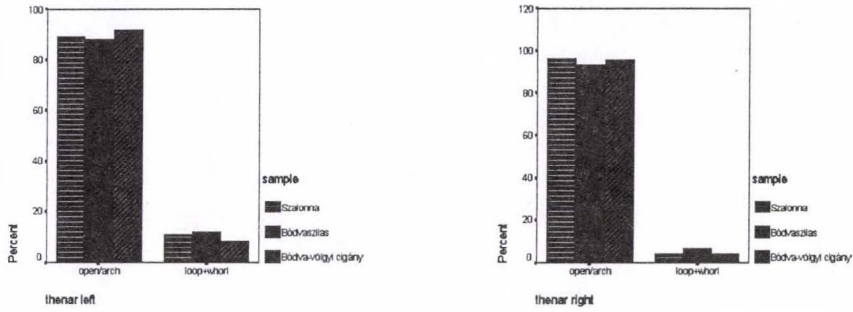 100
80
60
40
20
0
Percent
open/arch
loop+whorl
thenar left
sample
Szalonna
Bódvaszilas
Bódva-völgyi cigány
120
100
80
60
40
20
0
Percent
open/arch
loop+whorl
thenar right
sample
Szalonna
Bódvaszilas
Bódva-völgyi cigány